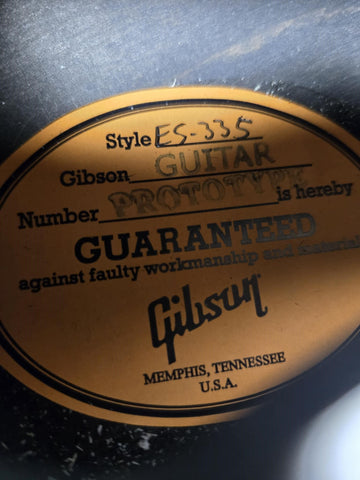 Style ES-335
Gibson GUITAR
Number PROTOTYPE is hereby
GUARANTEED
against faulty workmanship and material
Gibson
MEMPHIS, TENNESSEE
U.S.A.